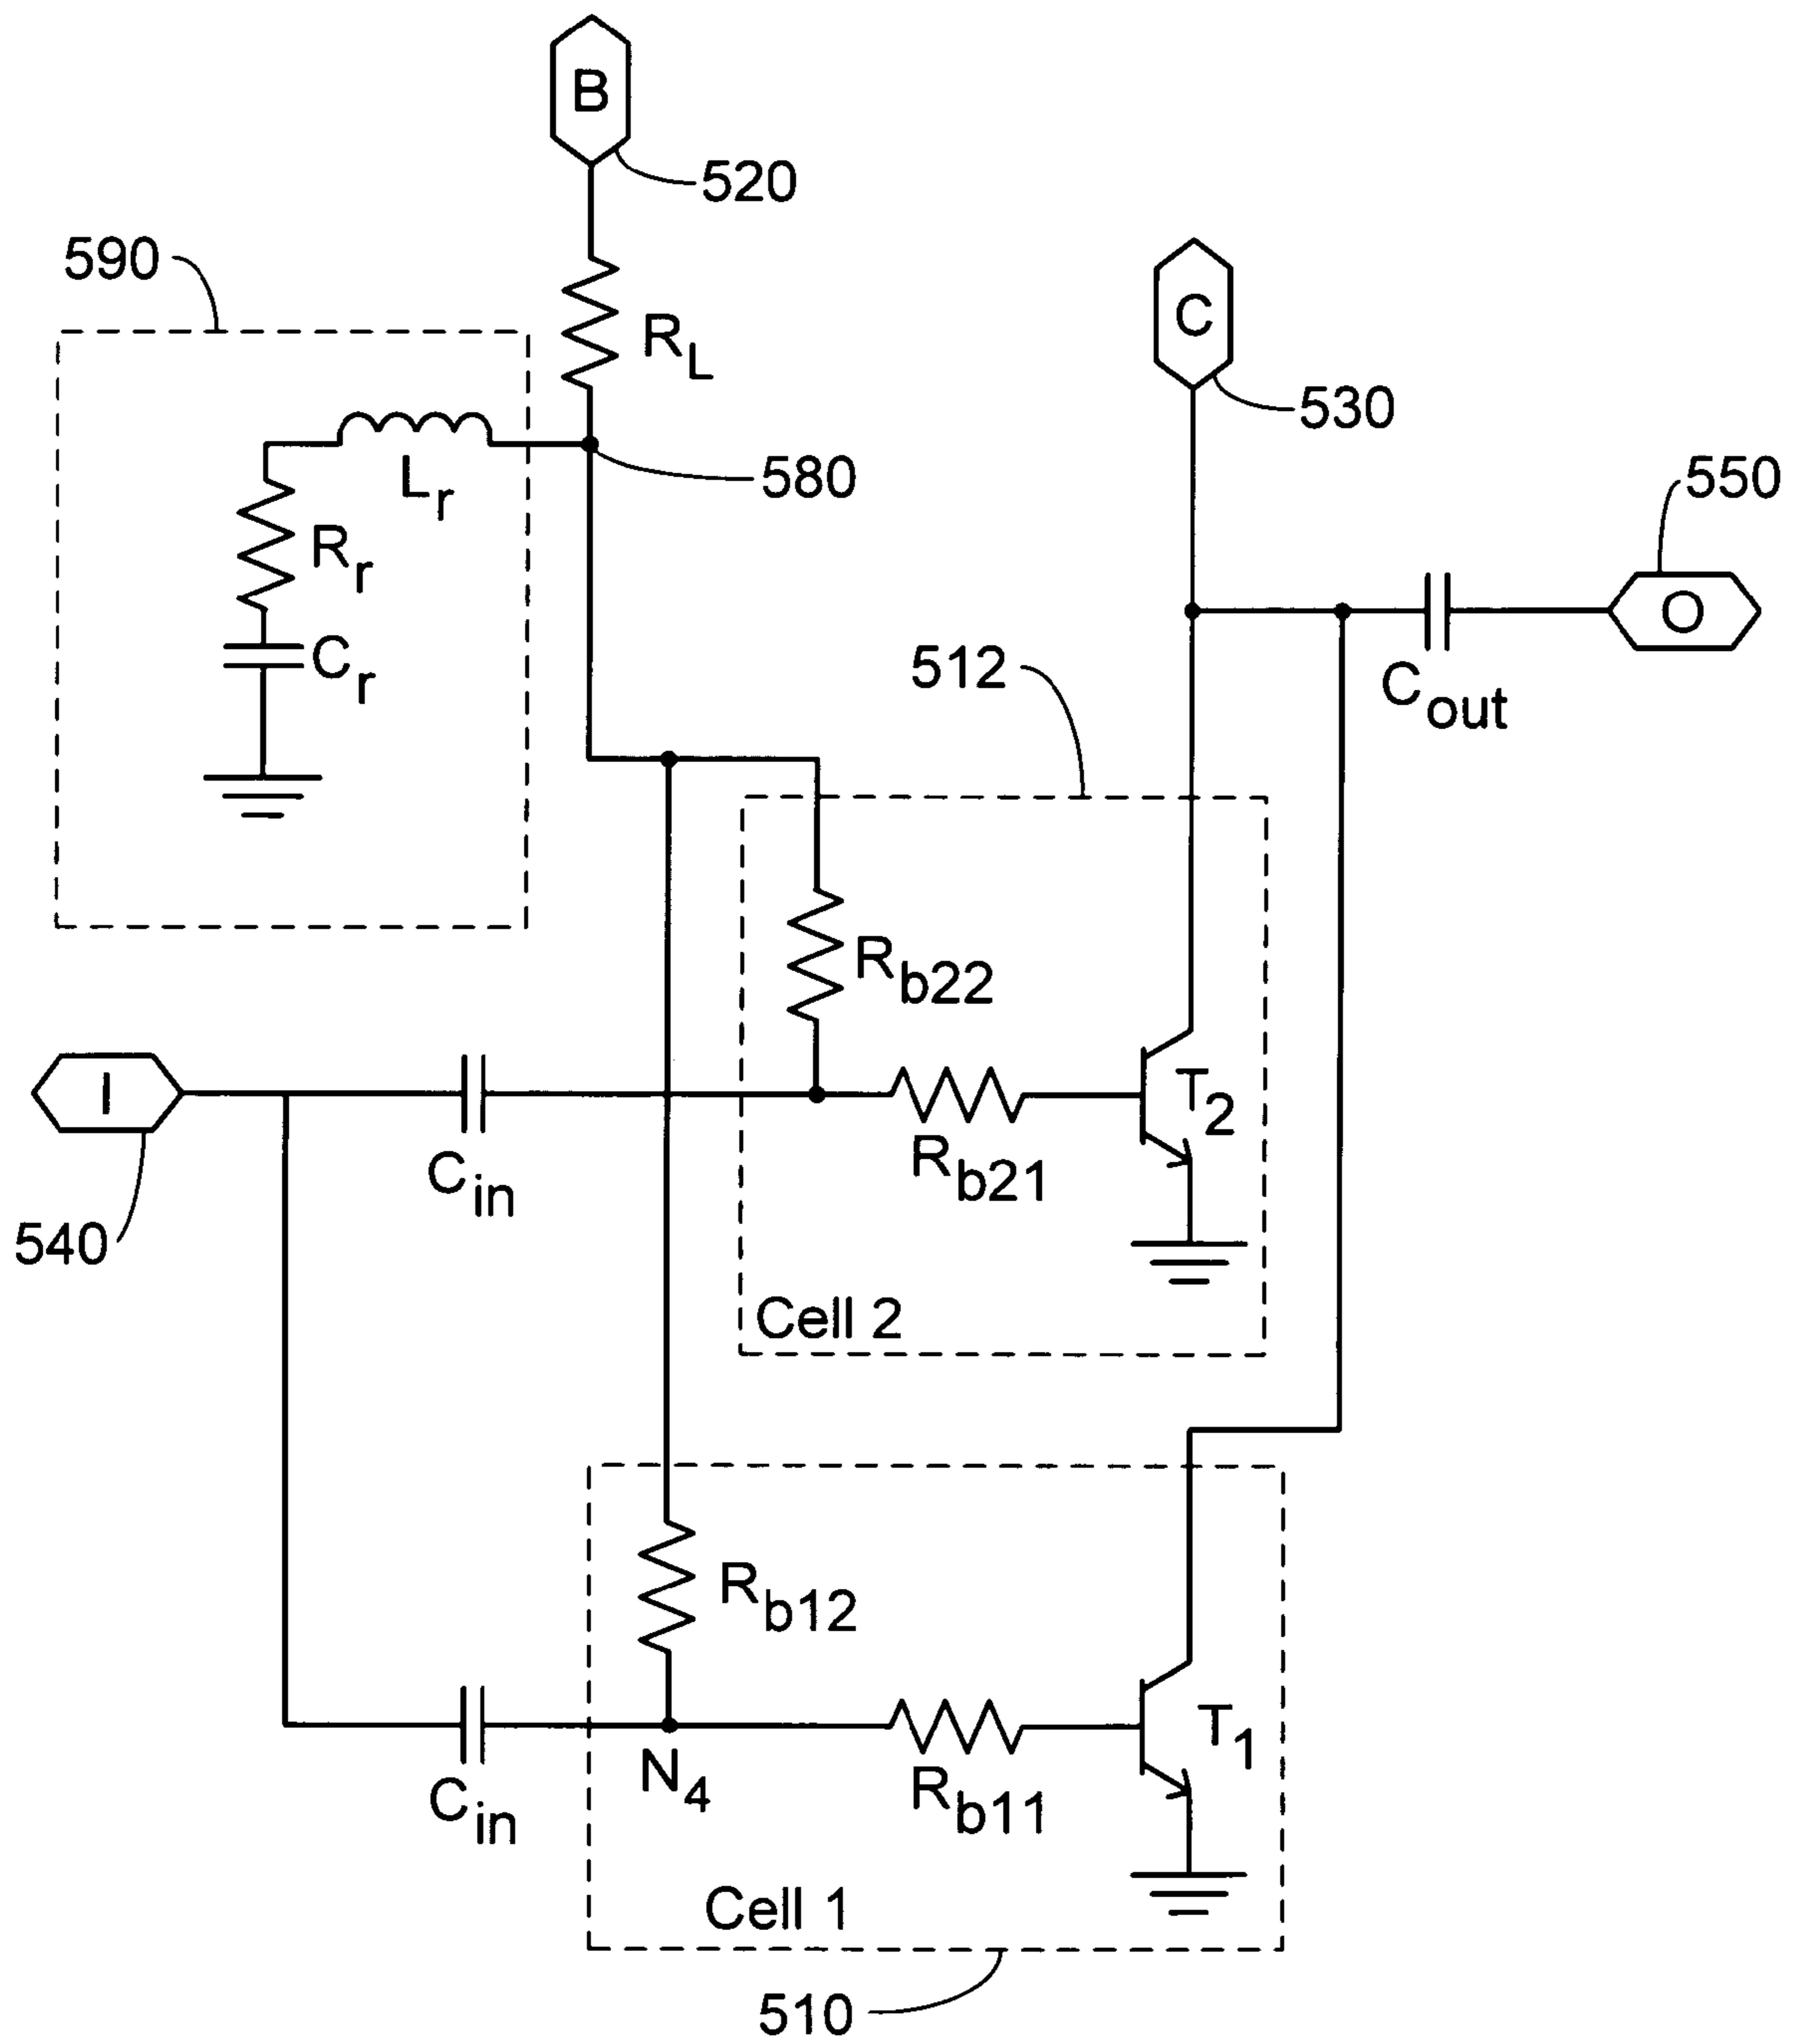 B
520
590
R_L
C
530
580
L_r
550
R_r
O
C_r
512
C_out
R_b22
I
T_2
C_in
R_b21
540
Cell 2
R_b12
T_1
N_4
C_in
R_b11
Cell 1
510